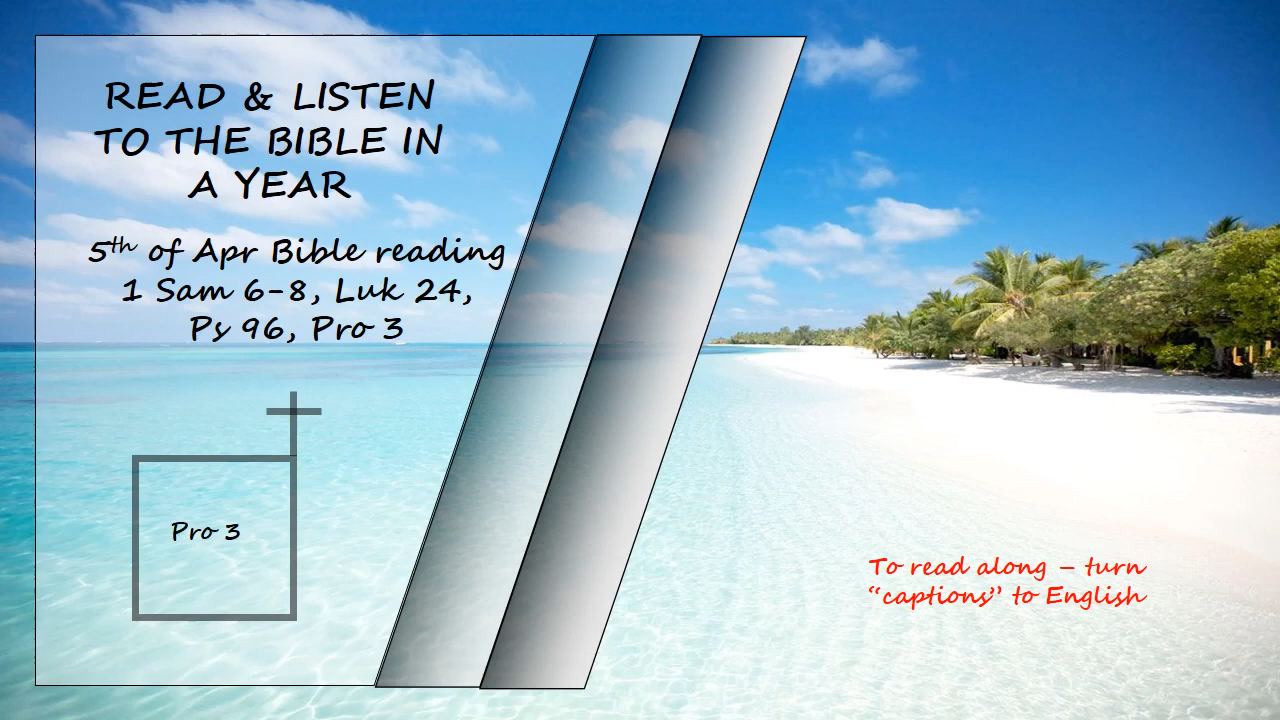 READ & LISTEN
TO THE BIBLE IN
A YEAR
5th of Apr Bible reading
1 Sam 6-8, Luk 24,
Ps 96, Pro 3
Pro 3
To read along – turn
“captions” to English